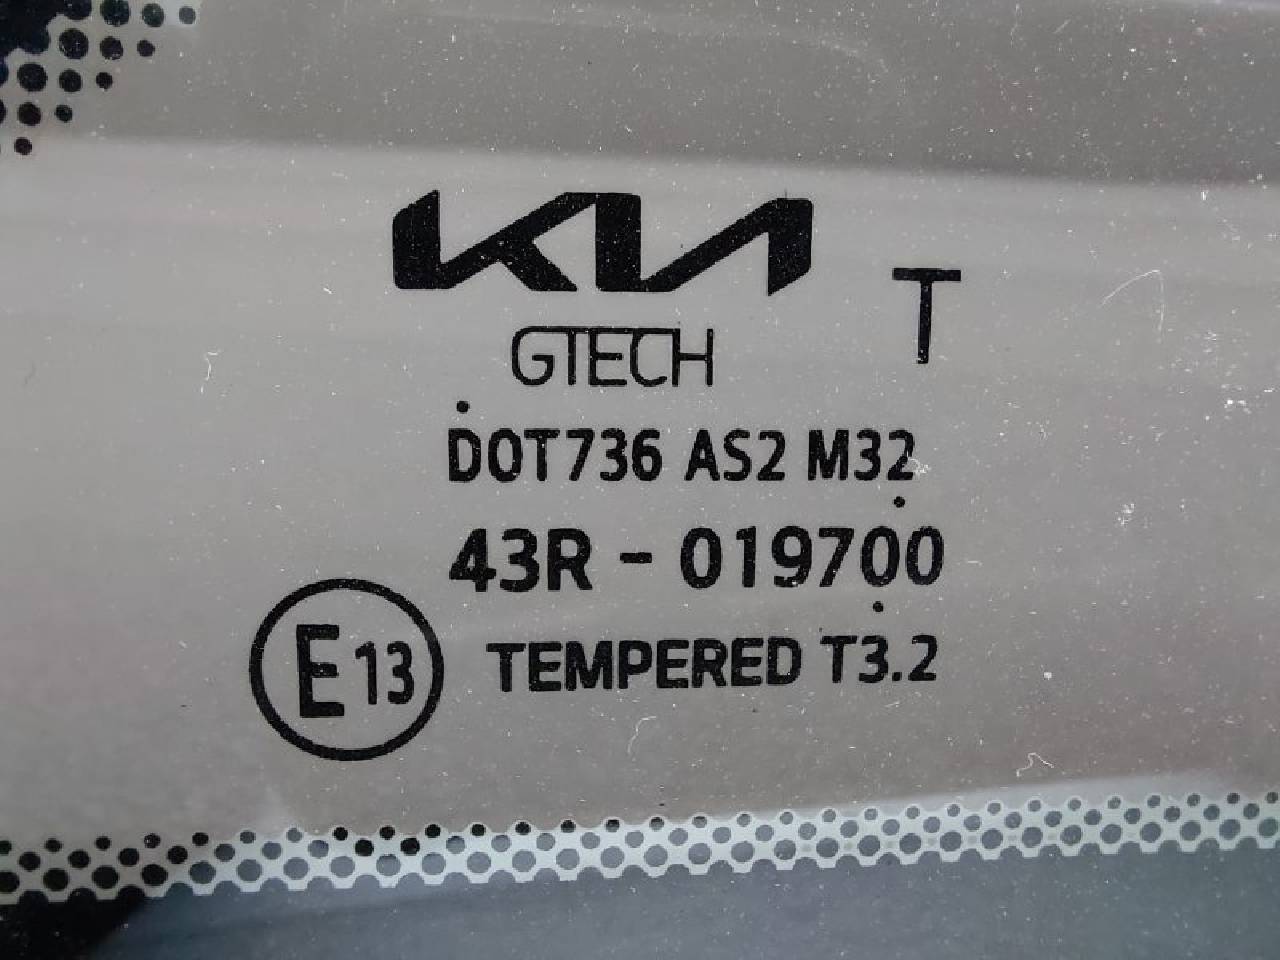 KIA
T
GTECH
DOT736 AS2 M32
43R - 019700
E13
TEMPERED T3.2